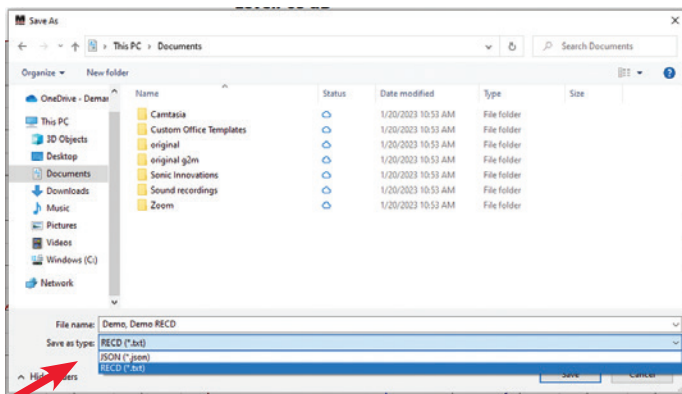 Save As
This PC > Documents
Search Documents
Organize New folder
Name Status Date modified Type Size
OneDrive - Demar
This PC
3D Objects
Desktop
Documents
Downloads
Music
Pictures
Videos
Windows (C:)
Network
Camtasia 1/20/2023 10:53 AM File folder
Custom Office Templates 1/20/2023 10:53 AM File folder
original 1/20/2023 10:53 AM File folder
original g2m 1/20/2023 10:53 AM File folder
Sonic Innovations 1/20/2023 10:53 AM File folder
Sound recordings 1/20/2023 10:53 AM File folder
Zoom 1/20/2023 10:53 AM File folder
File name: Demo, Demo RECD
Save as type: RECD (*.txt)
JSON (*.json)
RECD (*.txt)
Save Cancel